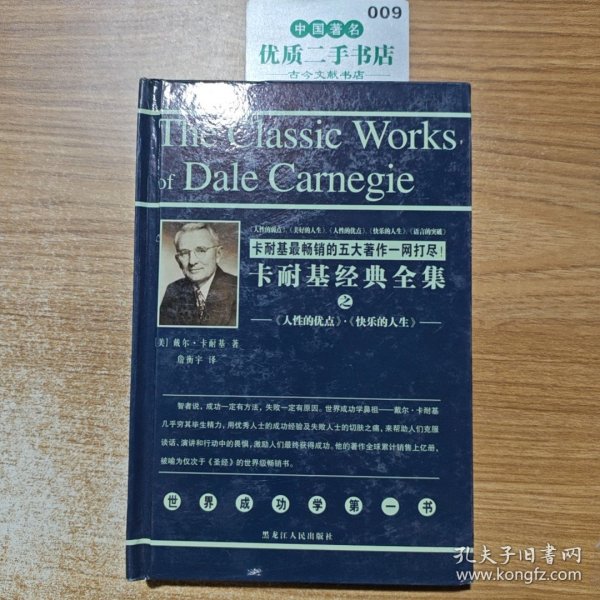 009
中国著名
优质二手书店
古今文献书店
The Classic Works
of Dale Carnegie
《人性的弱点》、《美好的人生》、《人性的优点》、《快乐的人生》、《语言的突破》
卡耐基最畅销的五大著作一网打尽!
卡耐基经典全集
之
——《人性的优点》·《快乐的人生》——
[美] 戴尔·卡耐基 著
詹衡宇 译
智者说,成功一定有方法,失败一定有原因。世界成功学鼻祖——戴尔·卡耐基
几乎穷其毕生精力,用优秀人士的成功经验及失败人士的切肤之痛,来帮助人们克服
谈话、演讲和行动中的畏惧,激励人们最终获得成功。他的著作全球累计销售上亿册,
被喻为仅次于《圣经》的世界级畅销书。
世界成功学第一书
黑龙江人民出版社
孔夫子旧书网
www.kongfz.com